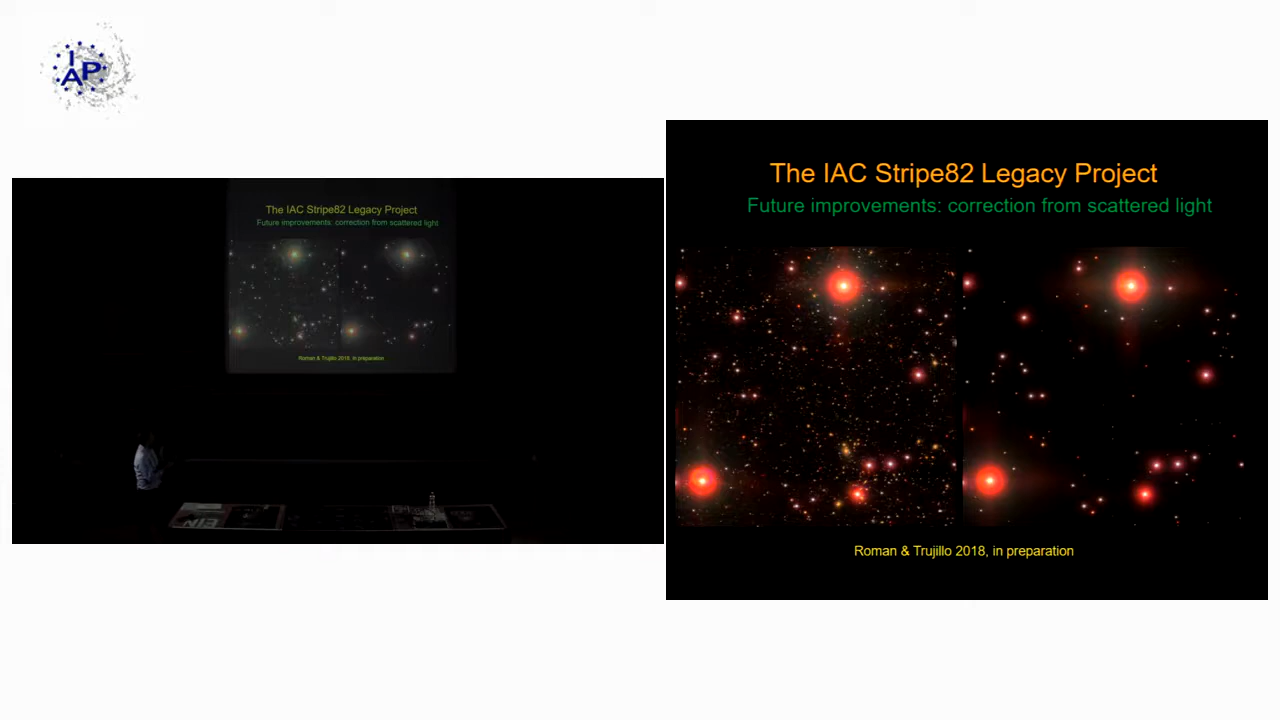 IAP
The IAC Stripe82 Legacy Project
Future improvements: correction from scattered light
Roman & Trujillo 2018, in preparation
The IAC Stripe82 Legacy Project
Future improvements: correction from scattered light
Roman & Trujillo 2018, in preparation